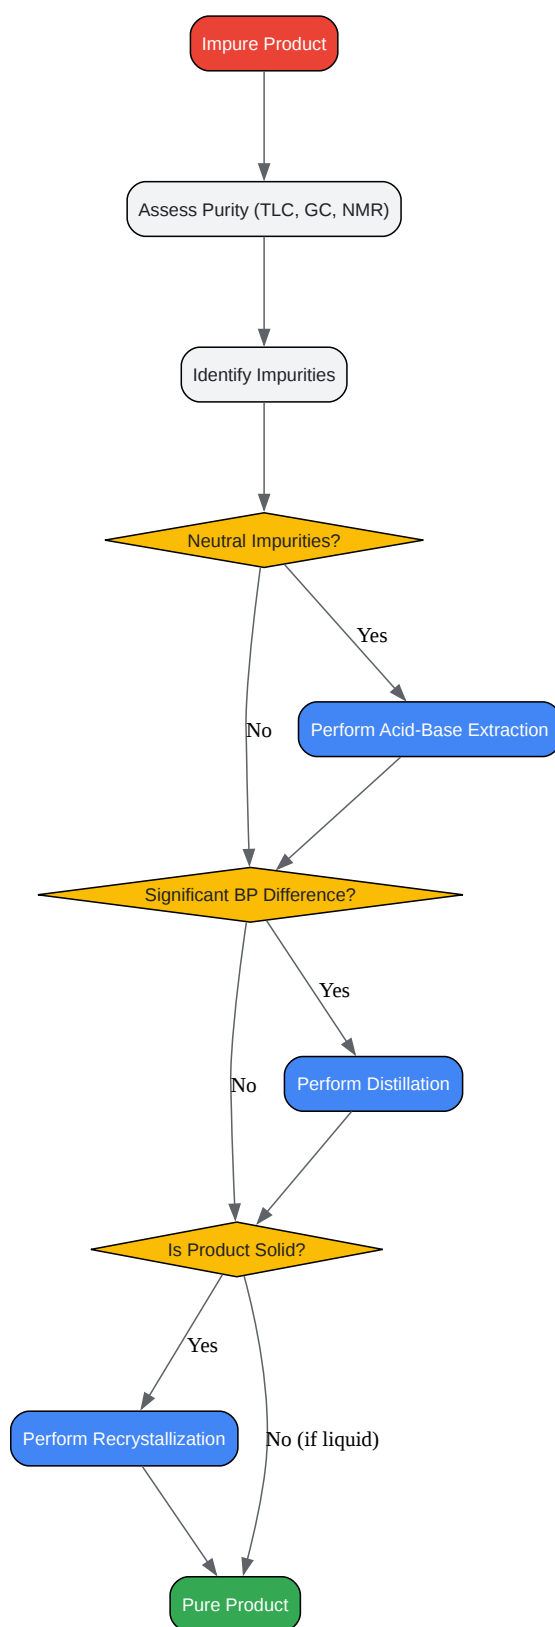 Impure Product
Assess Purity (TLC, GC, NMR)
Identify Impurities
Neutral Impurities?
Yes
No
Perform Acid-Base Extraction
Significant BP Difference?
Yes
No
Perform Distillation
Is Product Solid?
Yes
Perform Recrystallization
No (if liquid)
Pure Product